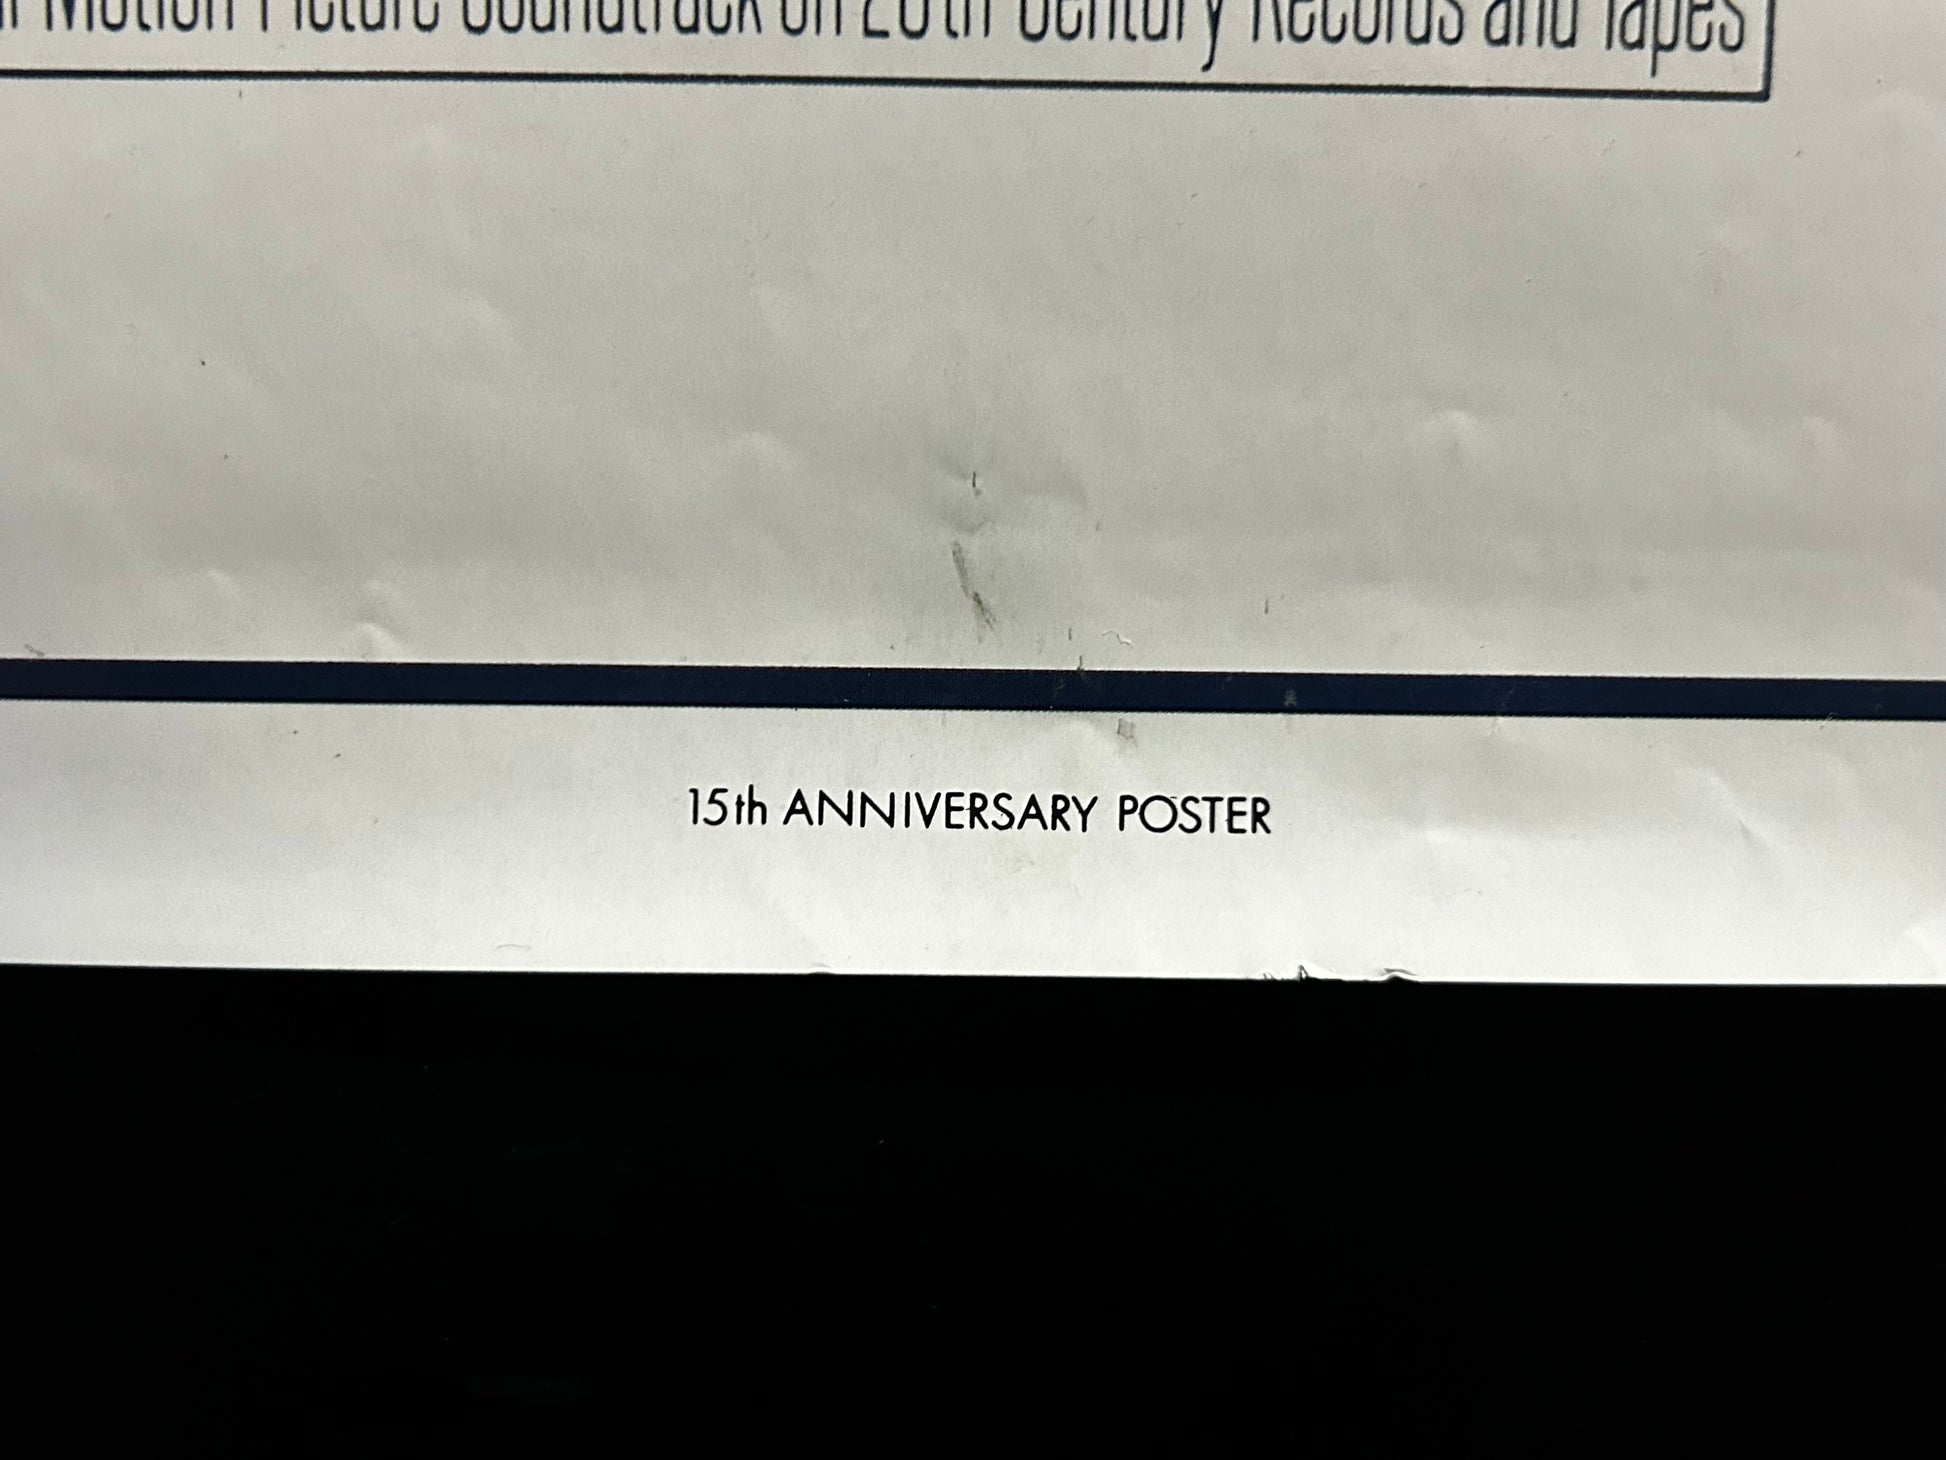 Motion Picture Soundtrack on 20th Century Records and Tapes
15th ANNIVERSARY POSTER